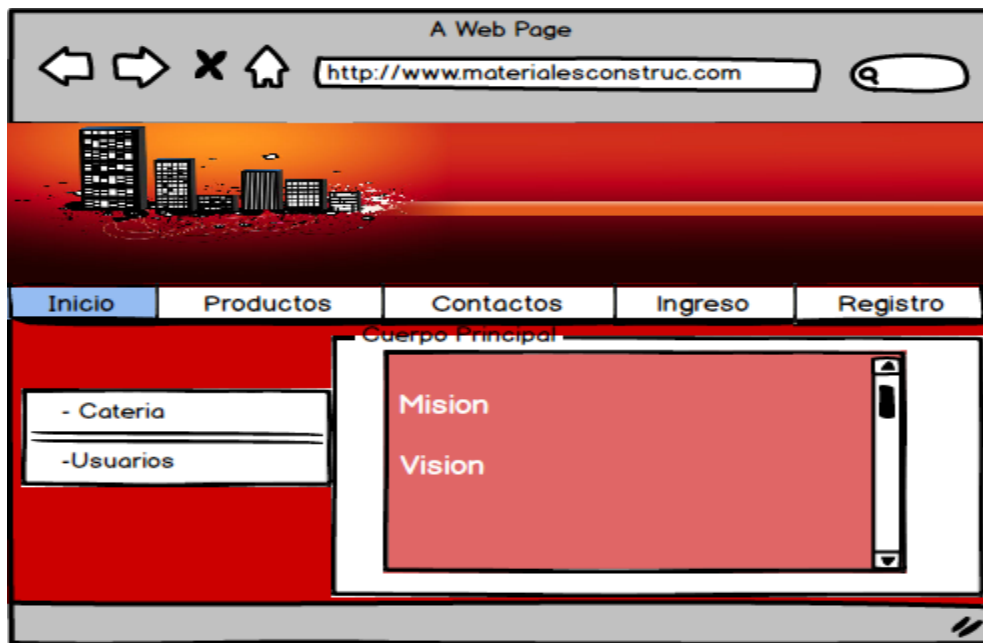 A Web Page
http://www.materialesconstruc.com
Inicio Productos Contactos Ingreso Registro
Cuerpo Principal
- Cateria
-Usuarios
Mision
Vision